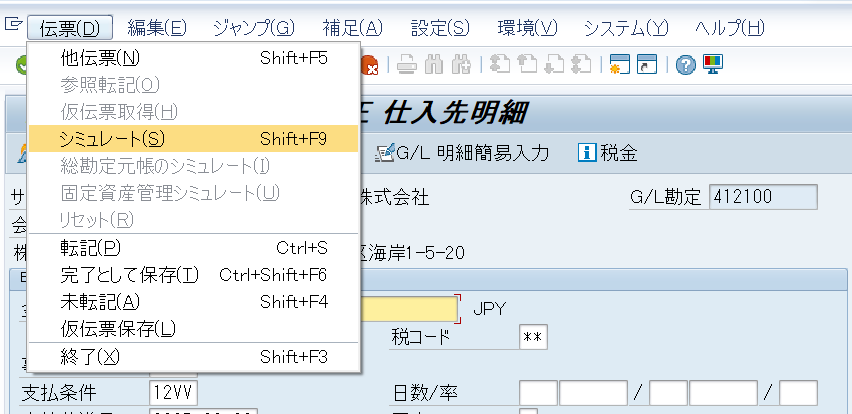 伝票(D) 編集(E) ジャンプ(G) 補足(A) 設定(S) 環境(V) システム(Y) ヘルプ(H)
他伝票(N) Shift+F5
参照転記(O)
仮伝票取得(H)
仕入先明細
シミュレート(S) Shift+F9
G/L 明細簡易入力 税金
総勘定元帳のシミュレート(I)
固定資産管理シミュレート(U)
株式会社 G/L勘定 412100
リセット(R)
転記(P) Ctrl+S
海岸1-5-20
完了として保存(T) Ctrl+Shift+F6
未転記(A) Shift+F4
JPY
仮伝票保存(L)
税コード **
終了(X) Shift+F3
支払条件 12VV 日数/率 / /